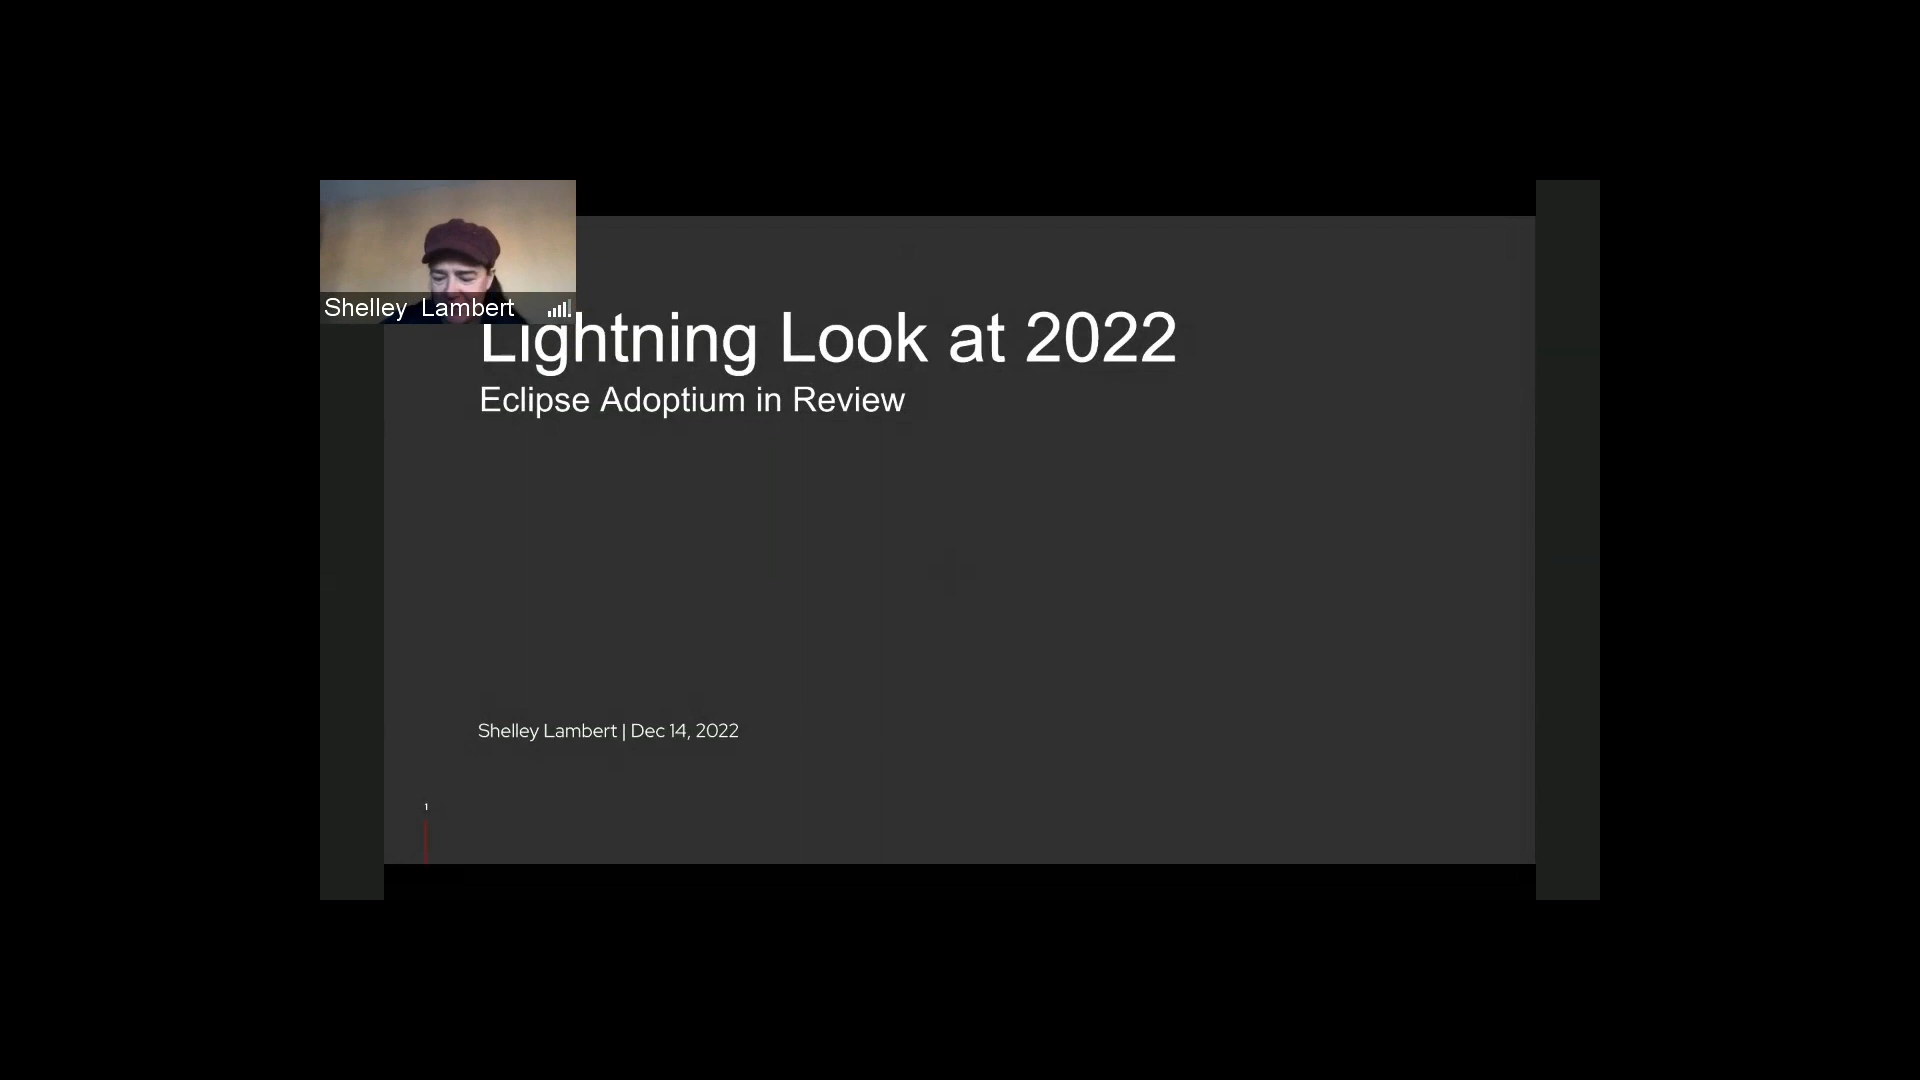 Shelley Lambert
Lightning Look at 2022
Eclipse Adoptium in Review
Shelley Lambert | Dec 14, 2022
1